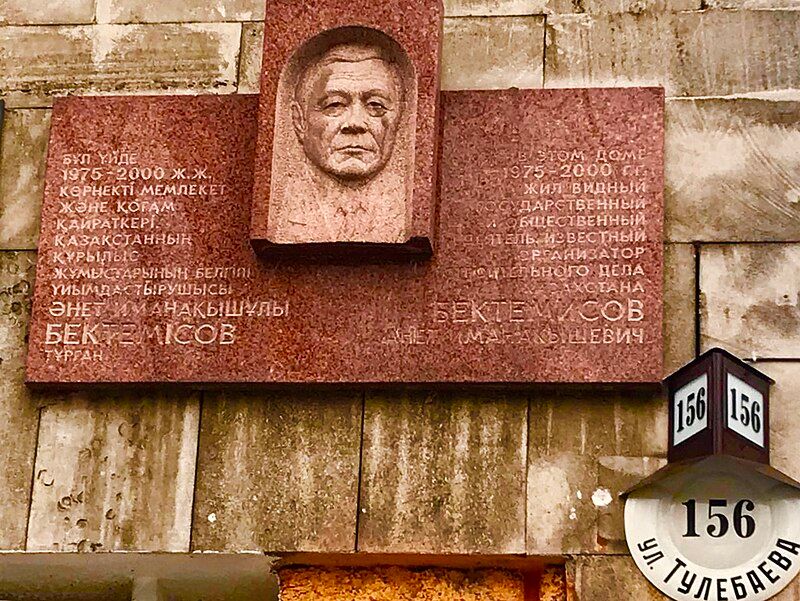 БҰЛ ҮЙДЕ
1975-2000 Ж.Ж.
КӨРНЕКТІ МЕМЛЕКЕТ
ЖӘНЕ ҚОҒАМ
ҚАЙРАТКЕРІ,
ҚАЗАҚСТАННЫҢ
ҚҰРЫЛЫС
ЖҰМЫСТАРЫНЫҢ БЕЛГІЛІ
ҰЙЫМДАСТЫРУШЫСЫ
ӘНЕТ ИМАНАҚЫШҰЛЫ
БЕКТЕМІСОВ
ТҰРҒАН
В ЭТОМ ДОМЕ
1975-2000 ГГ.
ЖИЛ ВИДНЫЙ
ГОСУДАРСТВЕННЫЙ
ОБЩЕСТВЕННЫЙ
ДЕЯТЕЛЬ, ИЗВЕСТНЫЙ
ОРГАНИЗАТОР
СТРОИТЕЛЬНОГО ДЕЛА
КАЗАХСТАНА
БЕКТЕМИСОВ
АНЕТ ИМАНАКЫШЕВИЧ
156 156
156
УЛ. ТУЛЕБАЕВА